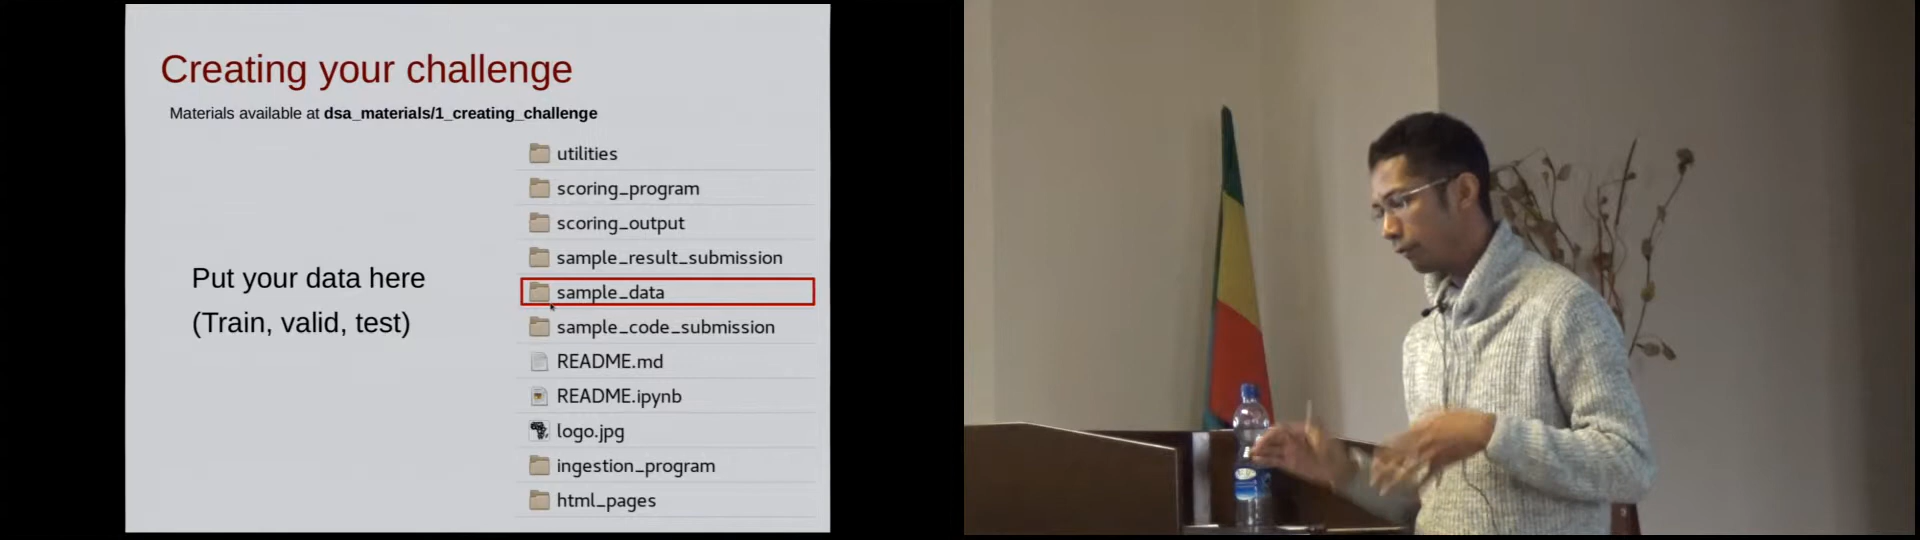 Creating your challenge
Materials available at dsa_materials/1_creating_challenge
utilities
scoring_program
scoring_output
sample_result_submission
Put your data here
(Train, valid, test)
sample_data
sample_code_submission
README.md
README.ipynb
logo.jpg
ingestion_program
html_pages